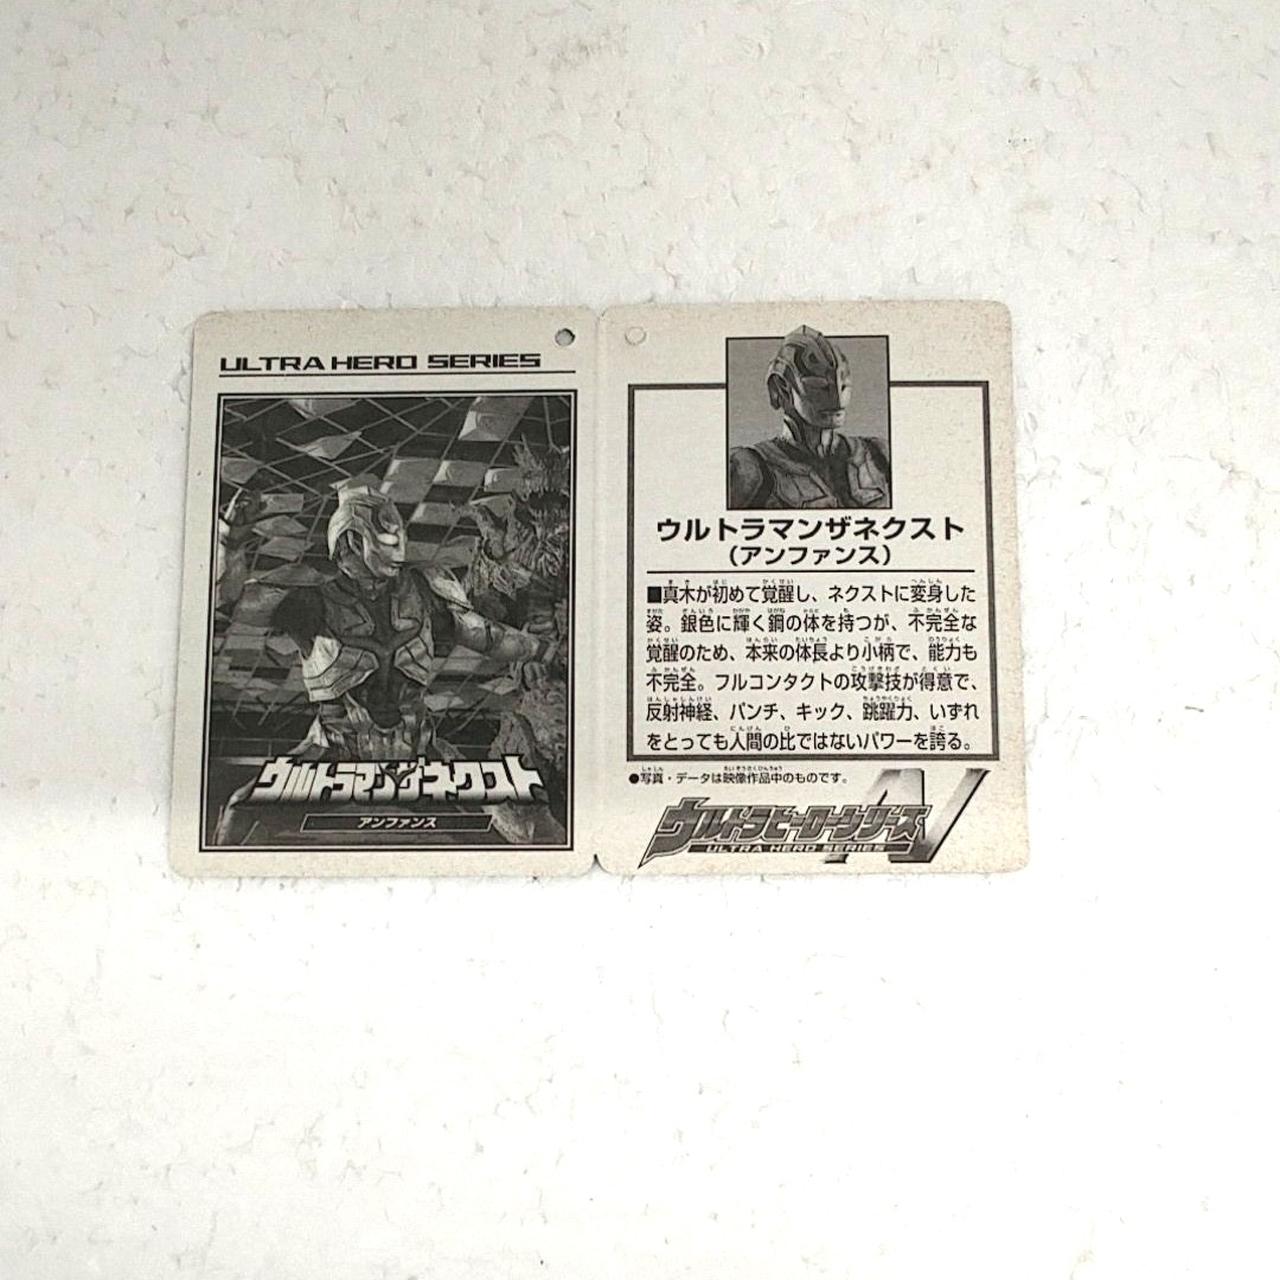 ULTRA HERO SERIES
ウルトラマンザネクスト
アンファンス
ウルトラマンザネクスト
(アンファンス)
■真木が初めて覚醒し、ネクストに変身した
姿。銀色に輝く鋼の体を持つが、不完全な
覚醒のため、本来の体長より小柄で、能力も
不完全。フルコンタクトの攻撃技が得意で、
反射神経、パンチ、キック、跳躍力、いずれ
をとっても人間の比ではないパワーを誇る。
●写真・データは映像作品中のものです。
ウルトラヒーローシリーズ
ULTRA HERO SERIES
N